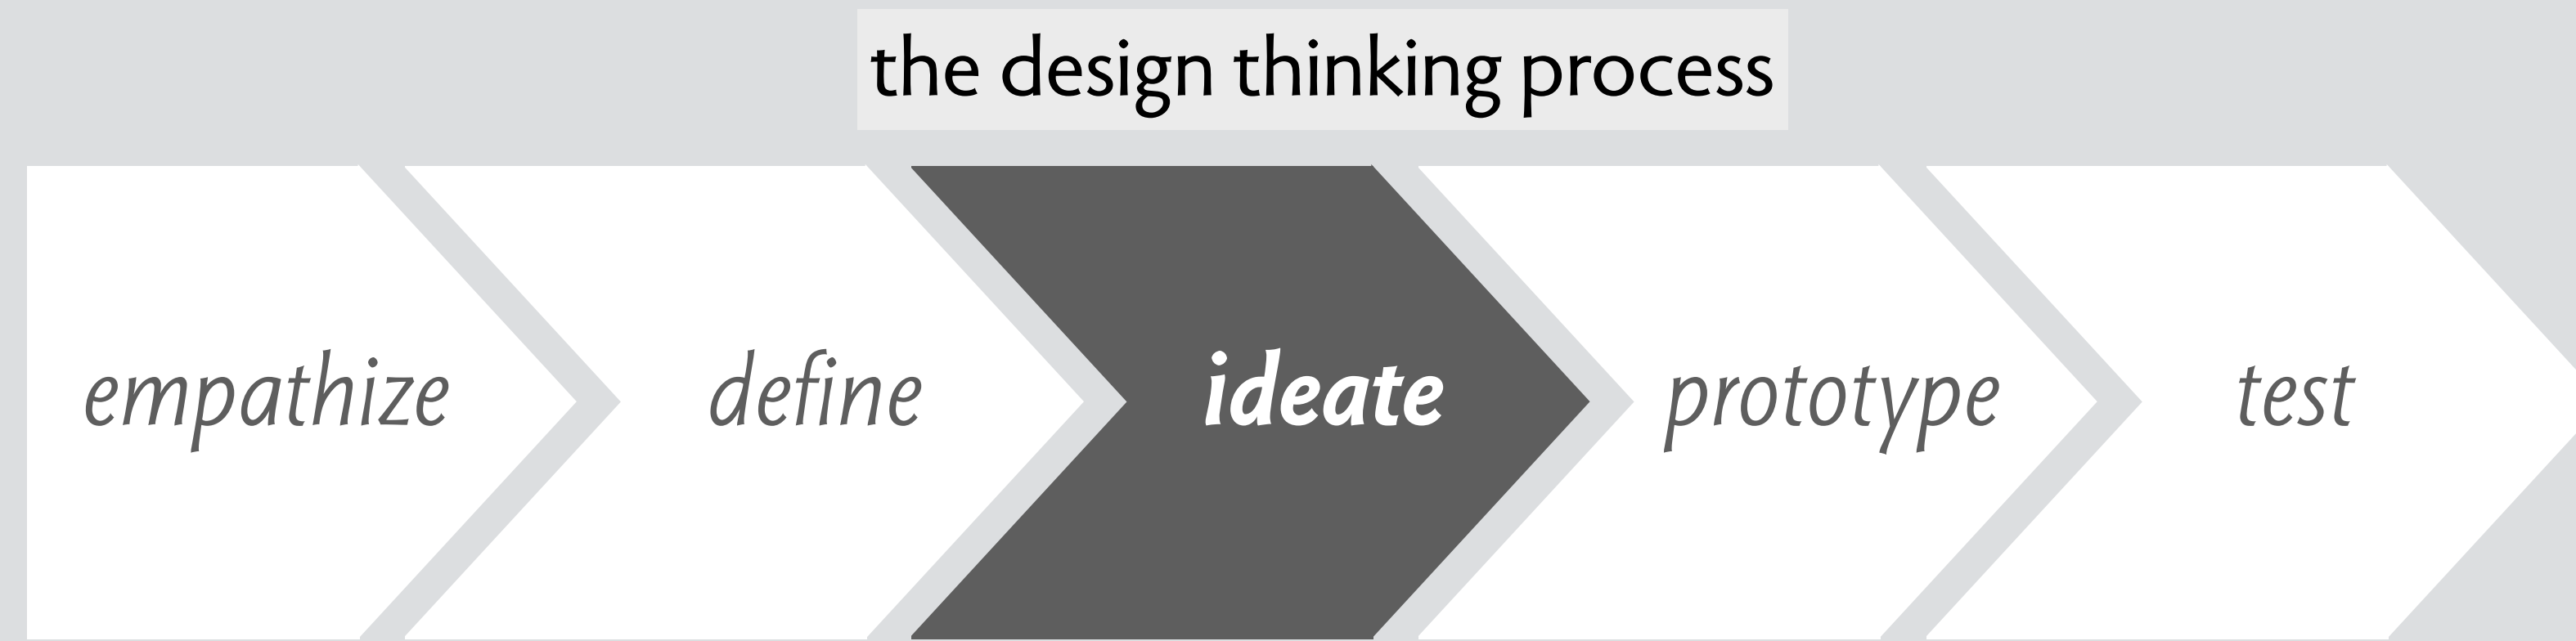 the design thinking process
empathize
define
ideate
prototype
test